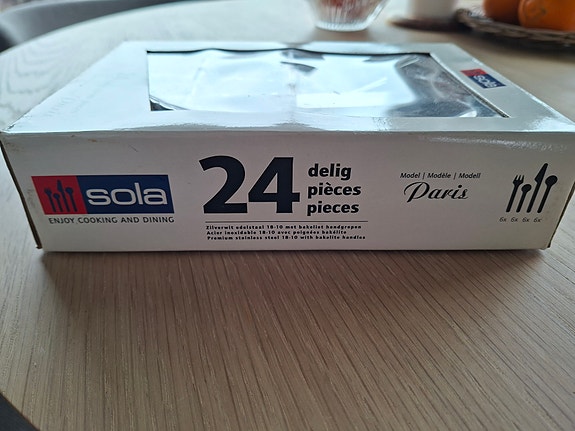 sola
sola
ENJOY COOKING AND DINING
24
delig
pièces
pieces
Zilverwit edelstaal 18-10 met bakeliet handgrepen
Acier inoxidable 18-10 avec poignées bakélite
Premium stainless steel 18-10 with bakelite handles
Model | Modèle | Modell
Paris
6x 6x 6x 6x